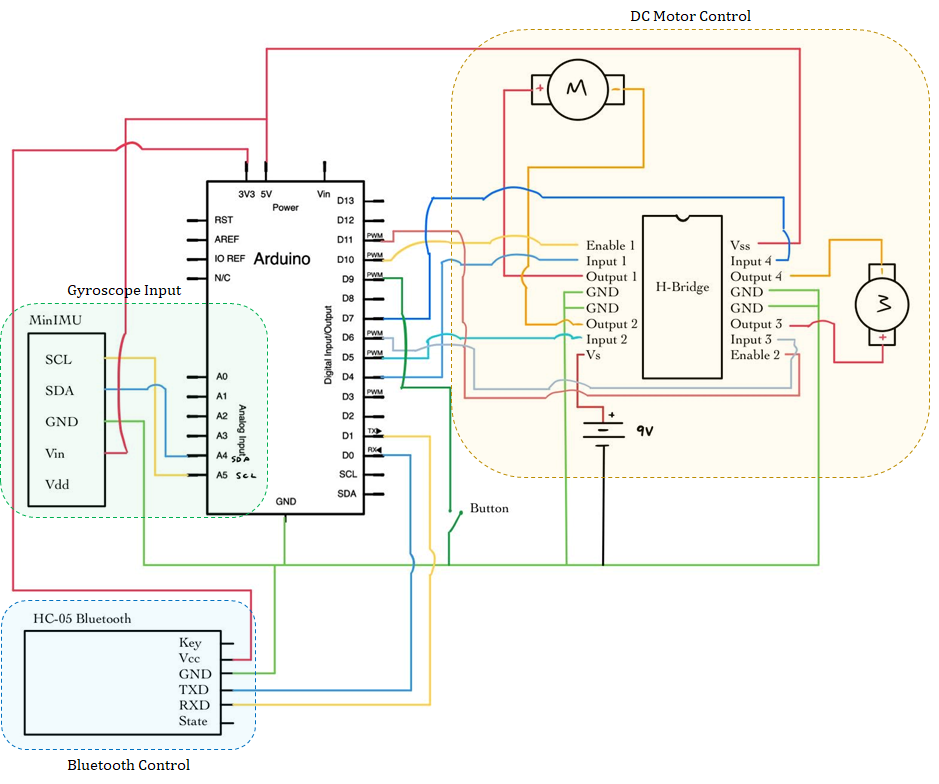 DC Motor Control
M
+
−
3V3 5V Vin
Power
RST
AREF
IO REF
N/C
Arduino
Digital Input/Output
D13
D12
D11 PWM
D10 PWM
D9 PWM
D8
D7
D6 PWM
D5 PWM
D4
D3 PWM
D2
D1 TX
D0 RX
SCL
SDA
A0
A1
A2
A3
A4 SDA
A5 SCL
Analog Input
GND
Enable 1
Input 1
Output 1
GND
GND
Output 2
Input 2
Vs
H-Bridge
Vss
Input 4
Output 4
GND
GND
Output 3
Input 3
Enable 2
−
M
+
+
9V
Gyroscope Input
MinIMU
SCL
SDA
GND
Vin
Vdd
Button
HC-05 Bluetooth
Key
Vcc
GND
TXD
RXD
State
Bluetooth Control